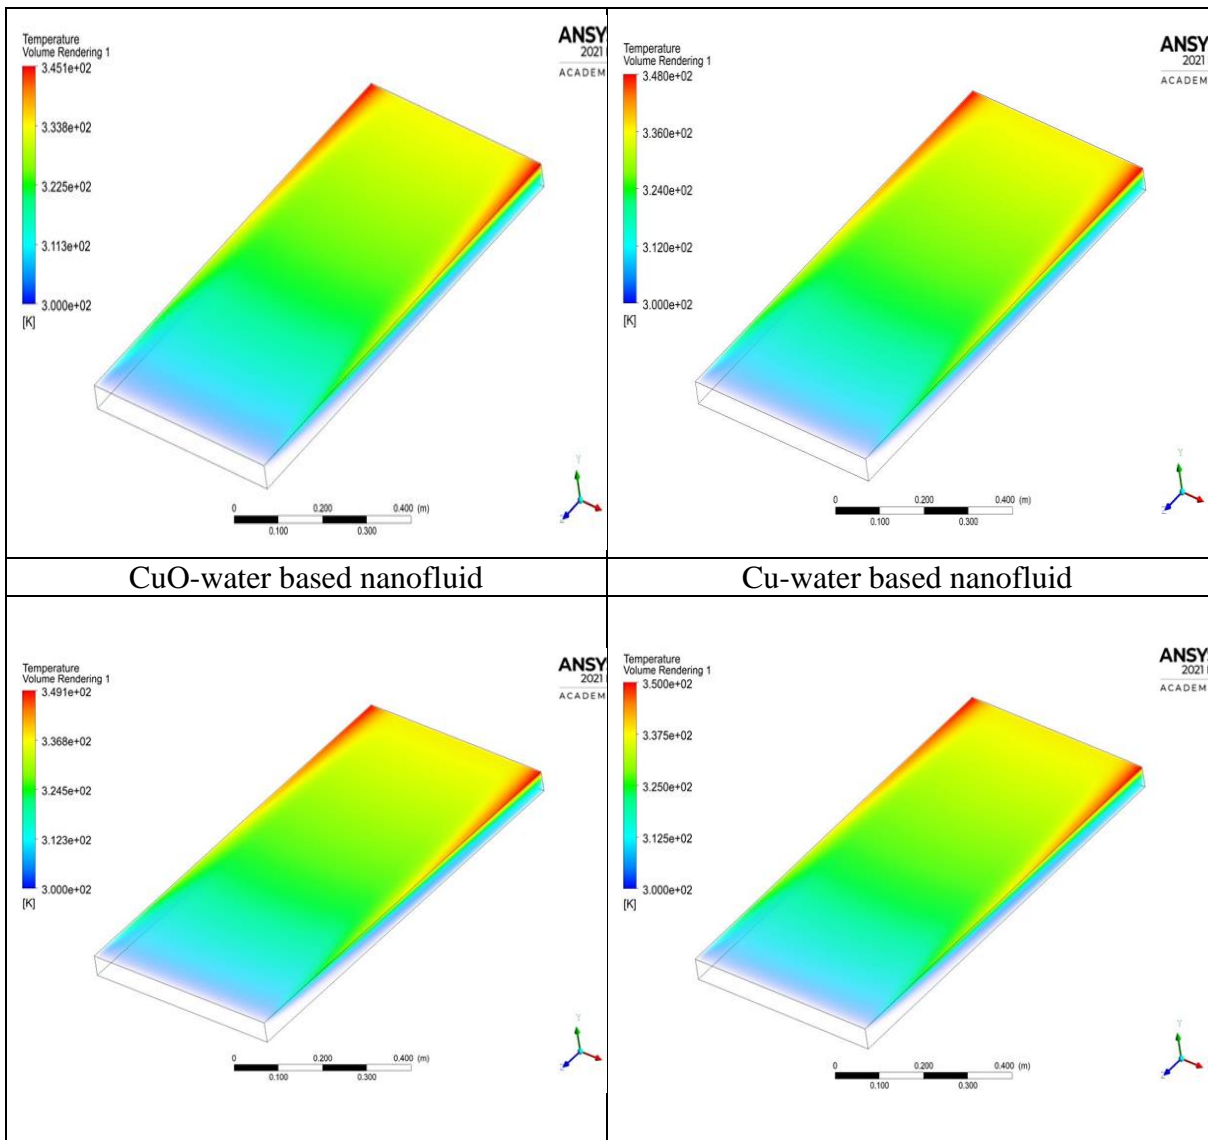 Temperature
Volume Rendering 1
3.451e+02
3.338e+02
3.225e+02
3.113e+02
3.000e+02
[K]
ANSY
2021
ACADEM
0 0.200 0.400 (m)
0.100 0.300
Y
Z
Temperature
Volume Rendering 1
3.480e+02
3.360e+02
3.240e+02
3.120e+02
3.000e+02
[K]
ANSY
2021
ACADEM
0 0.200 0.400 (m)
0.100 0.300
Y
Z
CuO-water based nanofluid
Cu-water based nanofluid
Temperature
Volume Rendering 1
3.491e+02
3.368e+02
3.245e+02
3.123e+02
3.000e+02
[K]
ANSY
2021
ACADEM
0 0.200 0.400 (m)
0.100 0.300
Y
Z
Temperature
Volume Rendering 1
3.500e+02
3.375e+02
3.250e+02
3.125e+02
3.000e+02
[K]
ANSY
2021
ACADEM
0 0.200 0.400 (m)
0.100 0.300
Y
Z